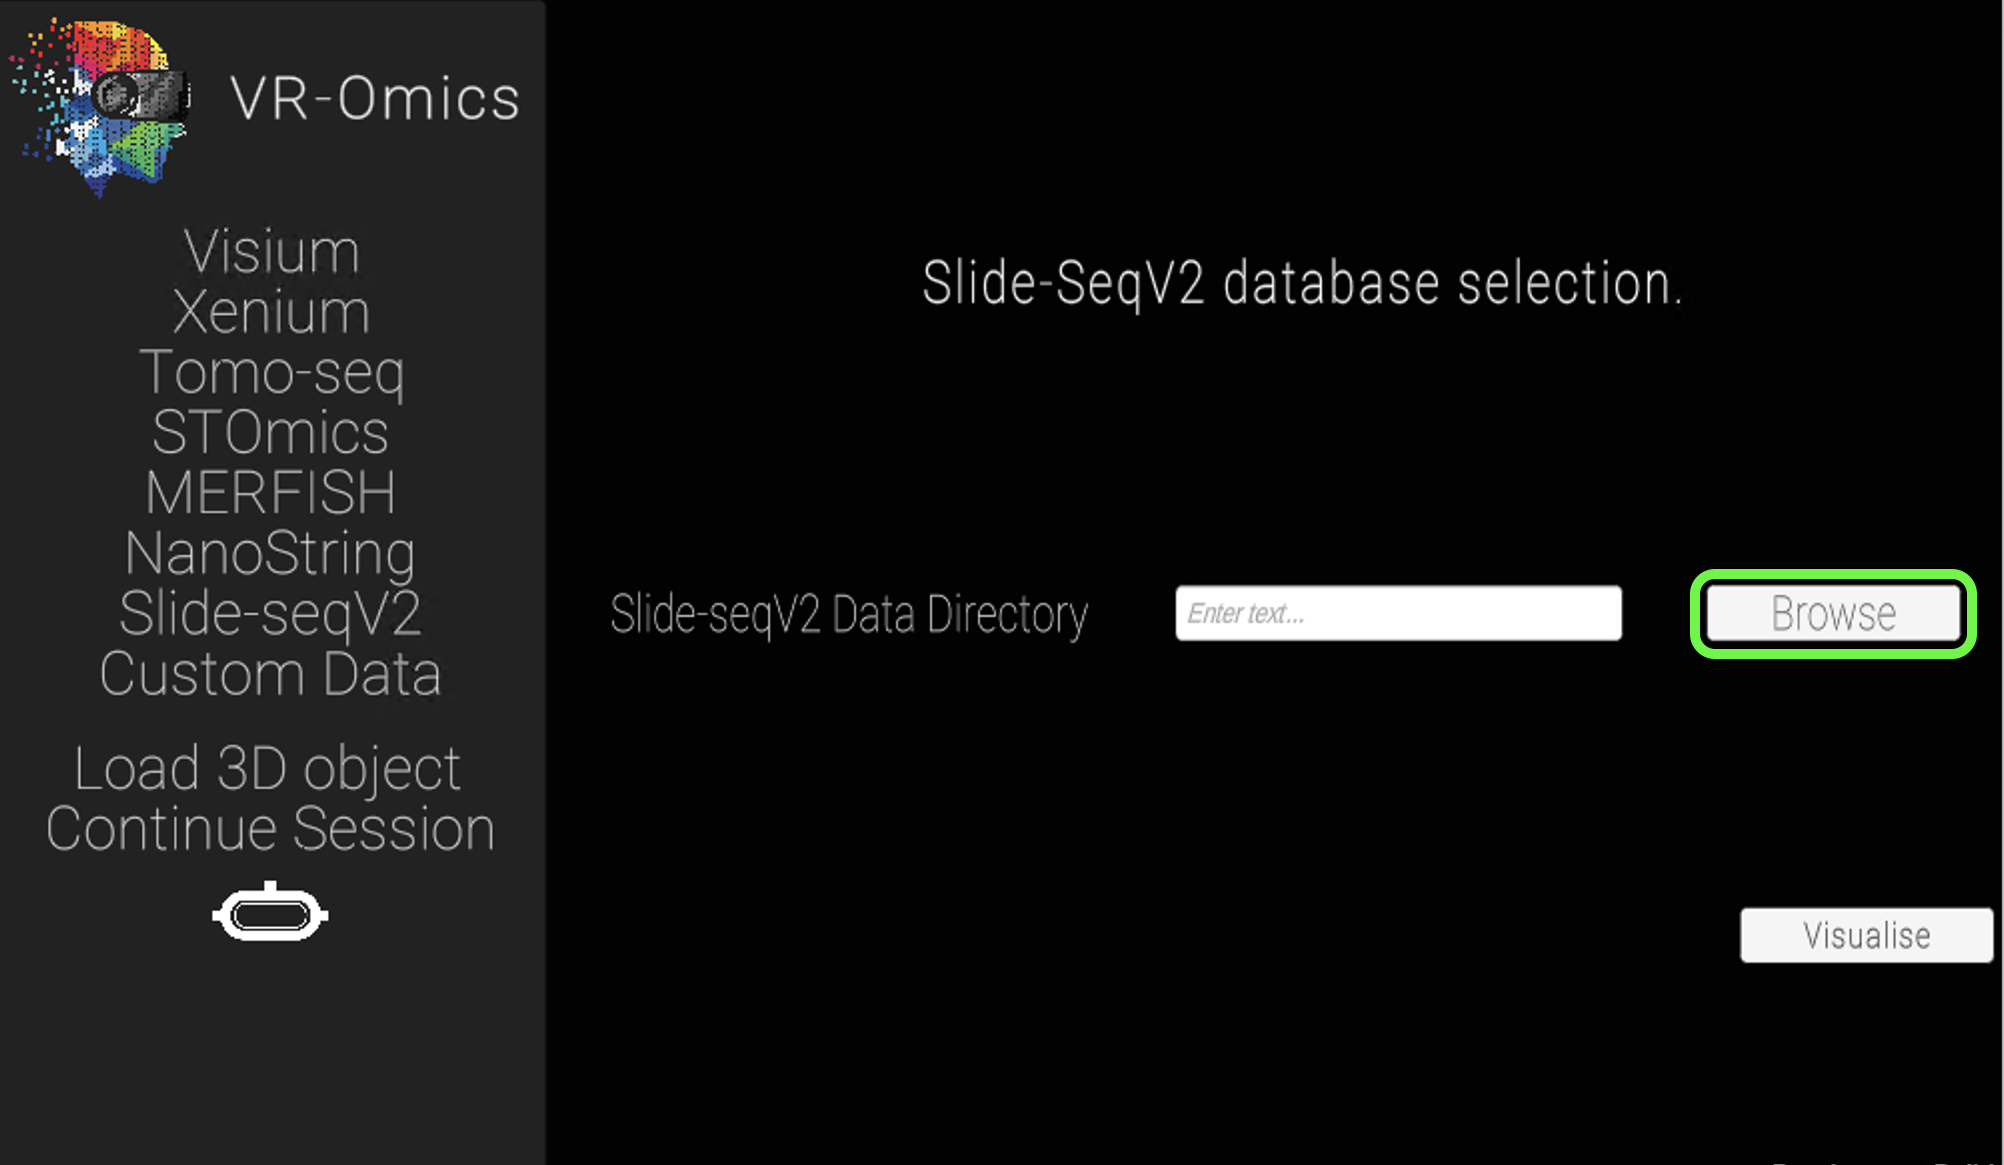 VR-Omics
Visium
Xenium
Tomo-seq
STOmics
MERFISH
NanoString
Slide-seqV2
Custom Data
Load 3D object
Continue Session
Slide-SeqV2 database selection.
Slide-seqV2 Data Directory
Enter text...
Browse
Visualise